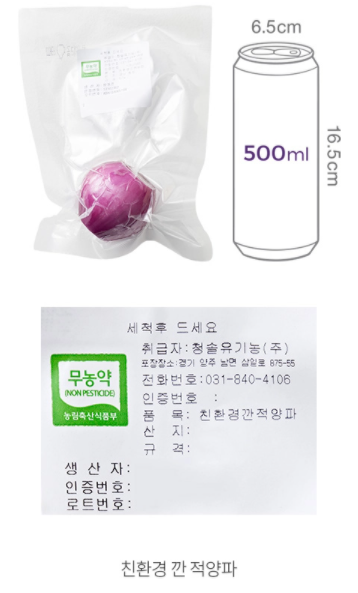 6.5cm
500ml
16.5cm
세척후 드세요
취급자:청솔유기농(주)
포장장소:경기 양주 남면 삼일로 875-55
무농약
(NON PESTICIDE)
농림축산식품부
전화번호:031-840-4106
인증번호 :
품 목: 친환경깐적양파
산 지:
규 격:
생 산 자:
인증번호:
로트번호:
친환경 깐 적양파